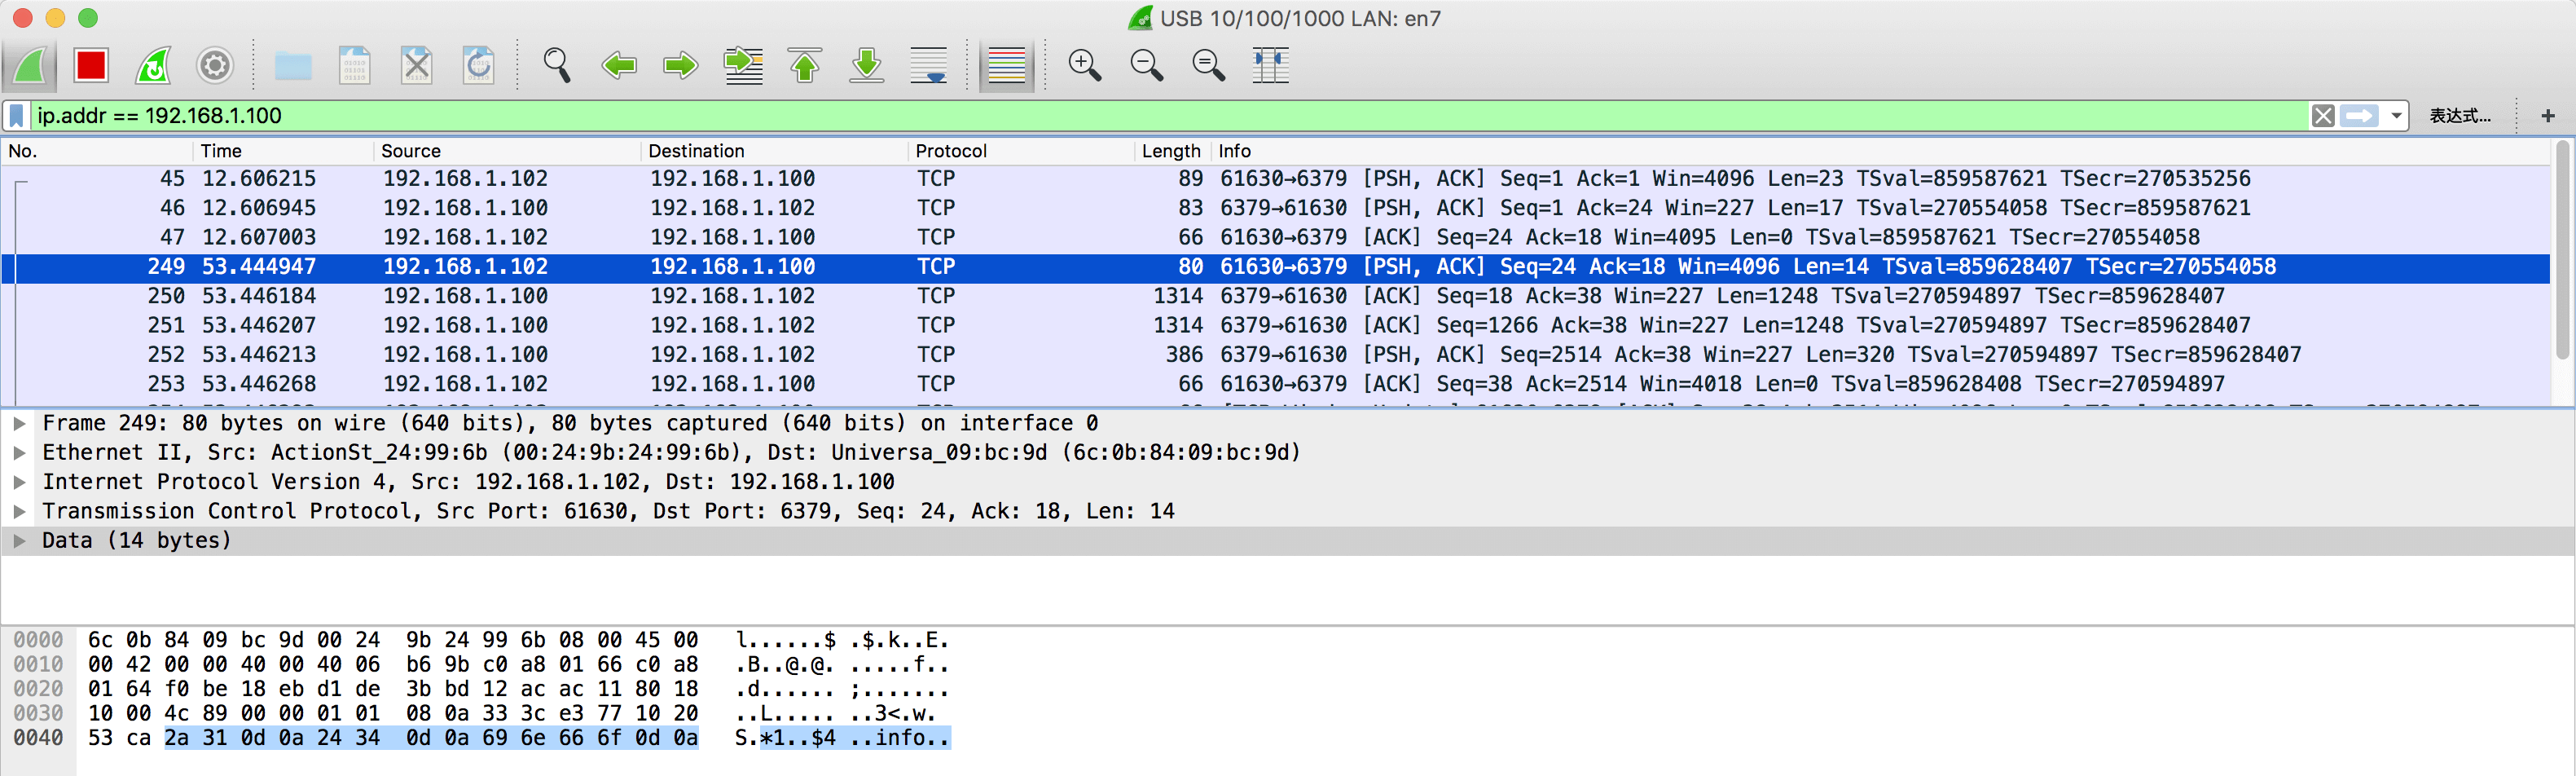 USB 10/100/1000 LAN: en7
ip.addr == 192.168.1.100 表达式... +
No. Time Source Destination Protocol Length Info
45 12.606215 192.168.1.102 192.168.1.100 TCP 89 61630→6379 [PSH, ACK] Seq=1 Ack=1 Win=4096 Len=23 TSval=859587621 TSecr=270535256
46 12.606945 192.168.1.100 192.168.1.102 TCP 83 6379→61630 [PSH, ACK] Seq=1 Ack=24 Win=227 Len=17 TSval=270554058 TSecr=859587621
47 12.607003 192.168.1.102 192.168.1.100 TCP 66 61630→6379 [ACK] Seq=24 Ack=18 Win=4095 Len=0 TSval=859587621 TSecr=270554058
249 53.444947 192.168.1.102 192.168.1.100 TCP 80 61630→6379 [PSH, ACK] Seq=24 Ack=18 Win=4096 Len=14 TSval=859628407 TSecr=270554058
250 53.446184 192.168.1.100 192.168.1.102 TCP 1314 6379→61630 [ACK] Seq=18 Ack=38 Win=227 Len=1248 TSval=270594897 TSecr=859628407
251 53.446207 192.168.1.100 192.168.1.102 TCP 1314 6379→61630 [ACK] Seq=1266 Ack=38 Win=227 Len=1248 TSval=270594897 TSecr=859628407
252 53.446213 192.168.1.100 192.168.1.102 TCP 386 6379→61630 [PSH, ACK] Seq=2514 Ack=38 Win=227 Len=320 TSval=270594897 TSecr=859628407
253 53.446268 192.168.1.102 192.168.1.100 TCP 66 61630→6379 [ACK] Seq=38 Ack=2514 Win=4018 Len=0 TSval=859628408 TSecr=270594897
Frame 249: 80 bytes on wire (640 bits), 80 bytes captured (640 bits) on interface 0
Ethernet II, Src: ActionSt_24:99:6b (00:24:9b:24:99:6b), Dst: Universa_09:bc:9d (6c:0b:84:09:bc:9d)
Internet Protocol Version 4, Src: 192.168.1.102, Dst: 192.168.1.100
Transmission Control Protocol, Src Port: 61630, Dst Port: 6379, Seq: 24, Ack: 18, Len: 14
Data (14 bytes)
0000 6c 0b 84 09 bc 9d 00 24 9b 24 99 6b 08 00 45 00 l......$ .$.k..E.
0010 00 42 00 00 40 00 40 06 b6 9b c0 a8 01 66 c0 a8 .B..@.@. .....f..
0020 01 64 f0 be 18 eb d1 de 3b bd 12 ac ac 11 80 18 .d...... ;.......
0030 10 00 4c 89 00 00 01 01 08 0a 33 3c e3 77 10 20 ..L..... ..3<.w.
0040 53 ca 2a 31 0d 0a 24 34 0d 0a 69 6e 66 6f 0d 0a S.*1..$4 ..info..